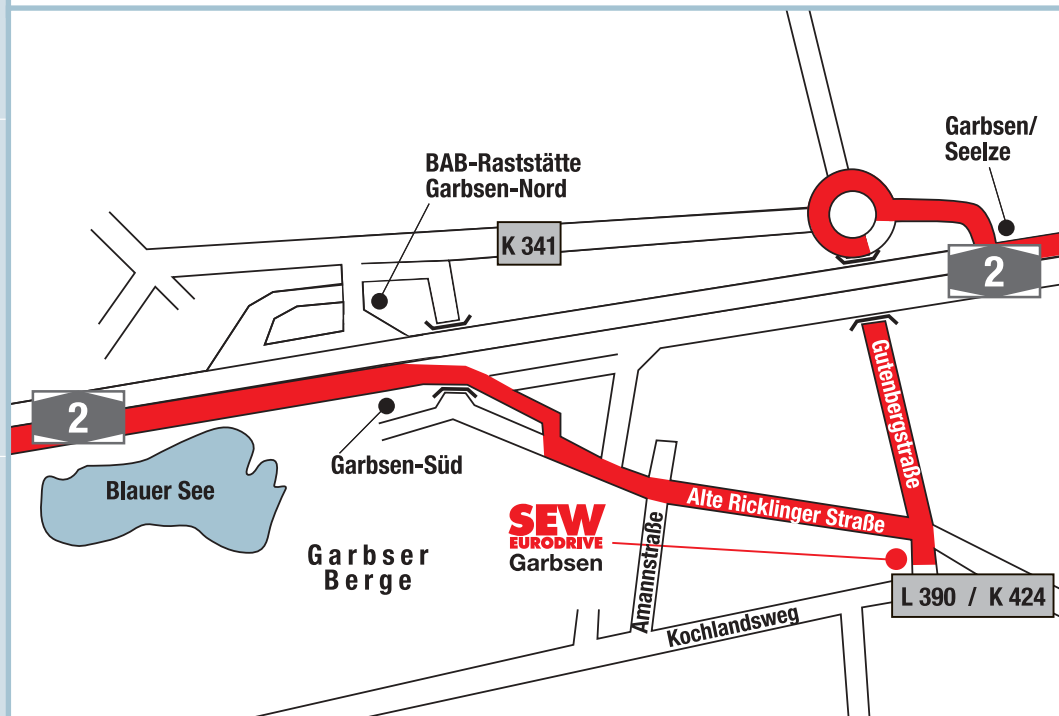 Garbsen/
Seelze
BAB-Raststätte
Garbsen-Nord
K 341
2
Gutenbergstraße
2
Garbsen-Süd
Blauer See
Alte Ricklinger Straße
SEW
EURODRIVE
Garbsen
Garbser
Berge
Amannstraße
L 390 / K 424
Kochlandsweg